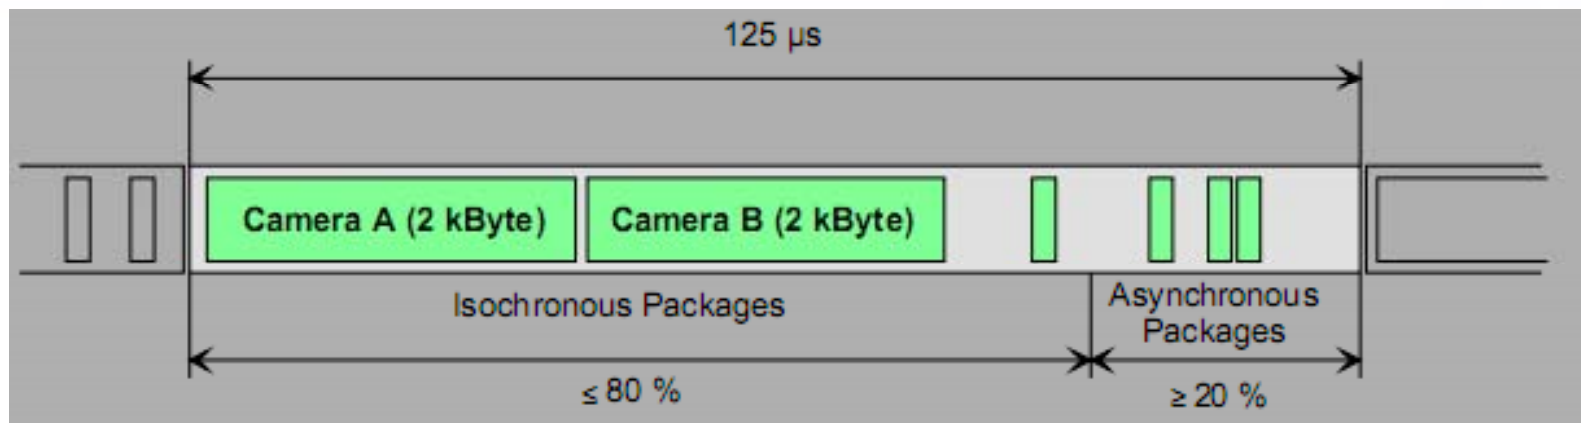 125 µs
Camera A (2 kByte)
Camera B (2 kByte)
Isochronous Packages
Asynchronous
Packages
≤ 80 %
≥ 20 %